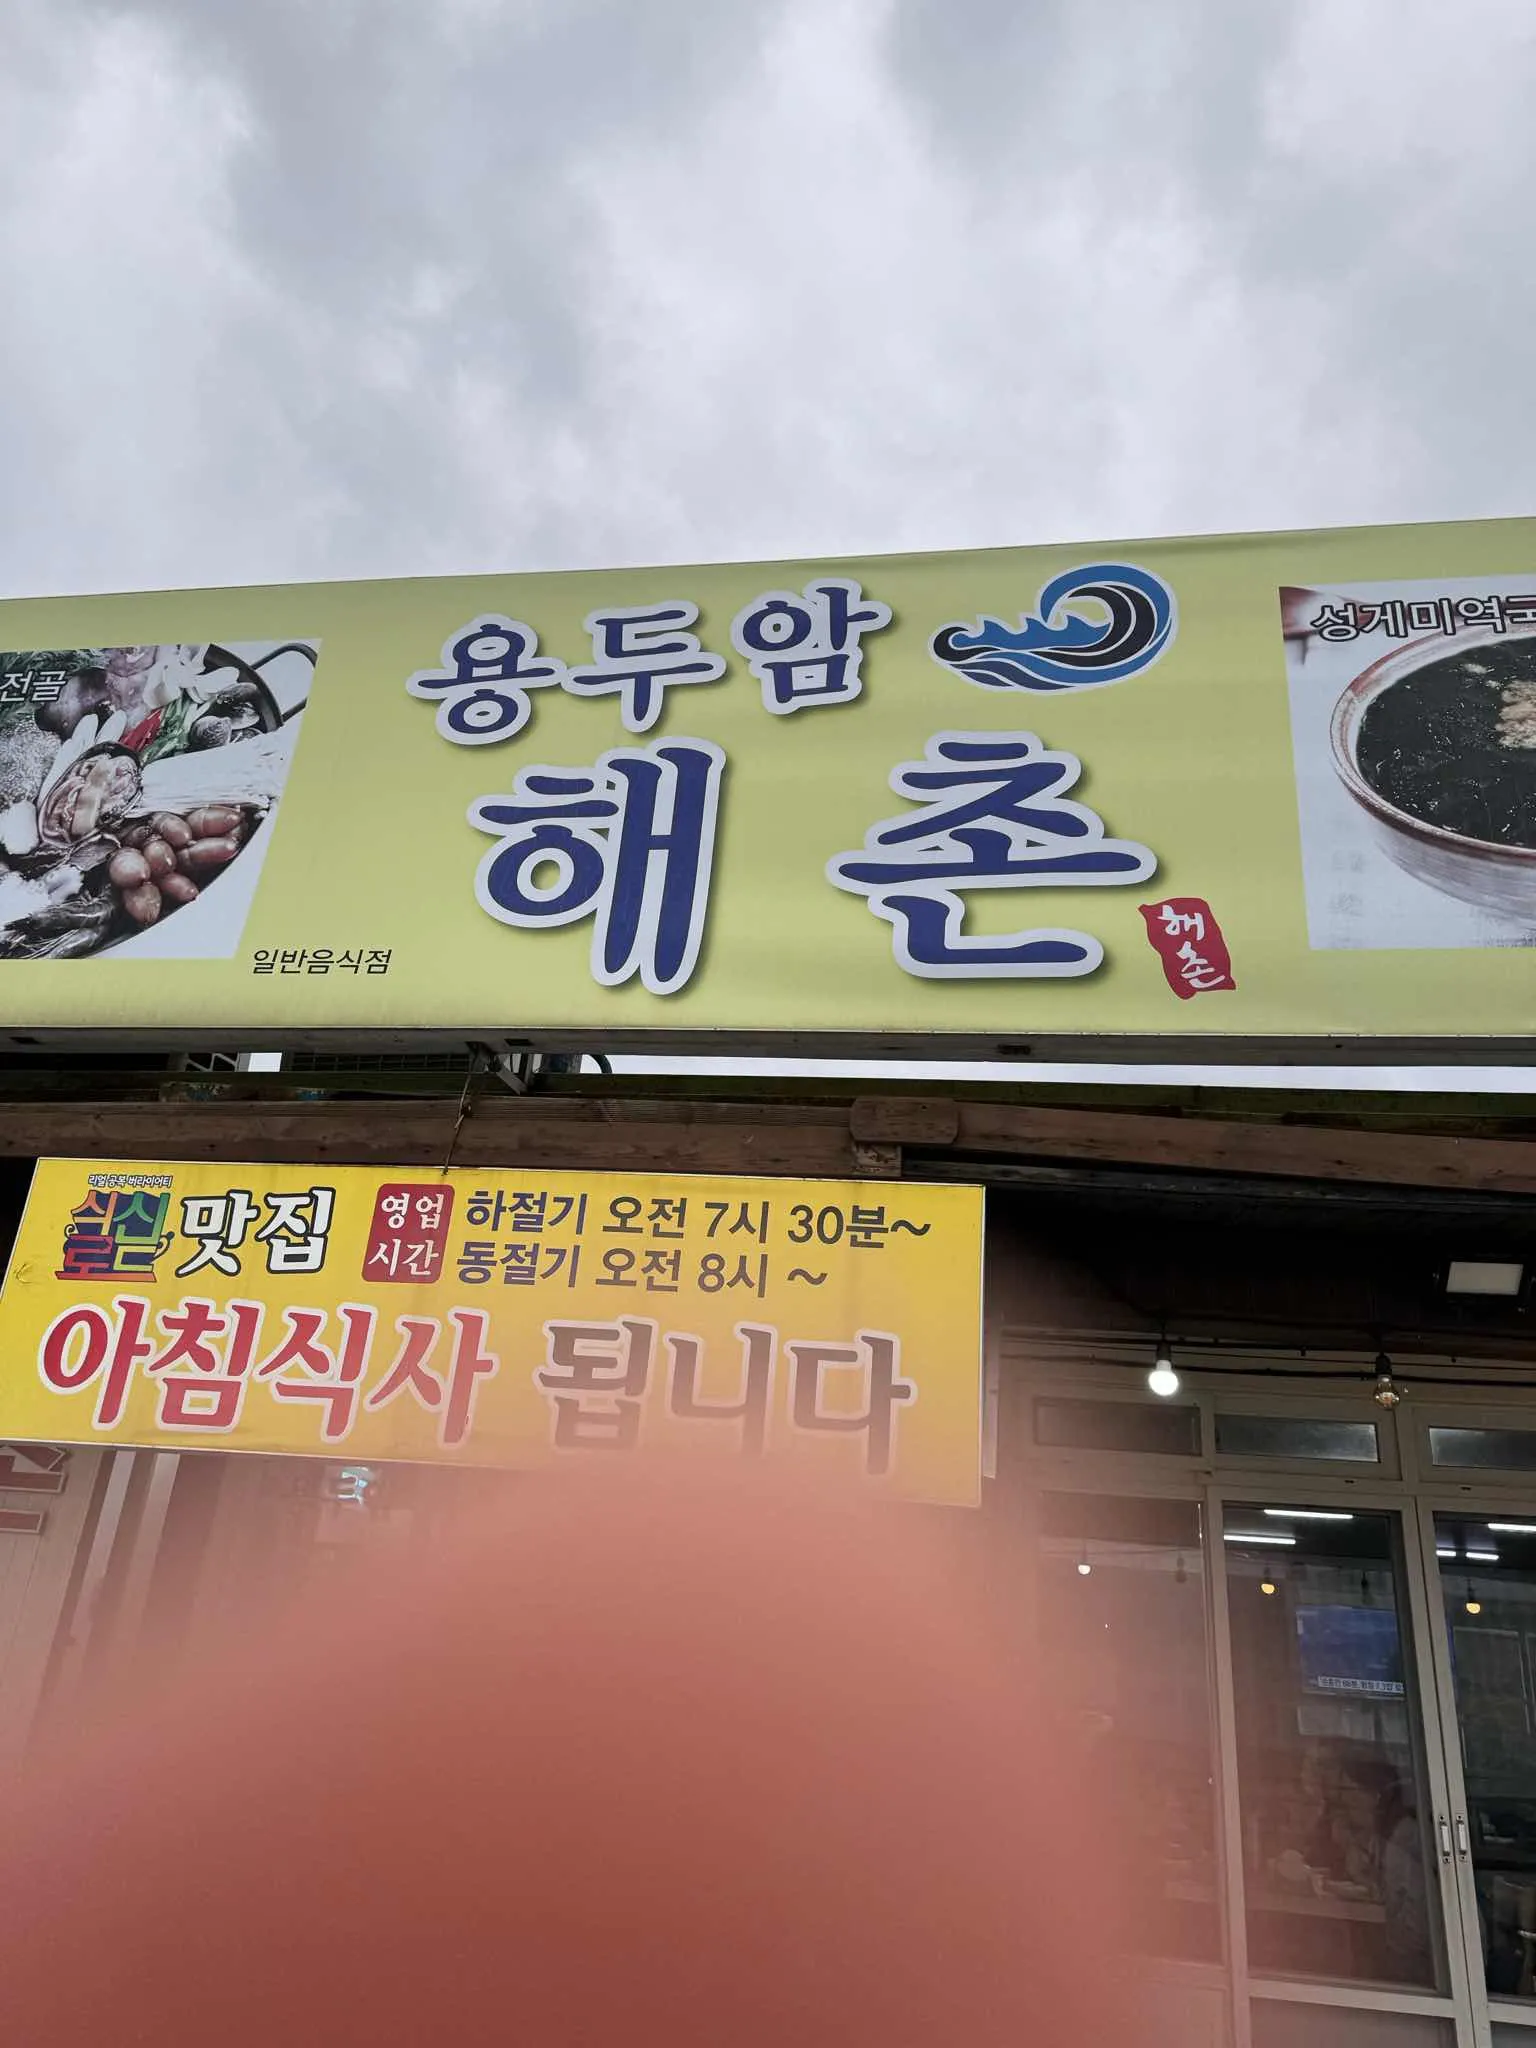 용두암
해촌
해촌
전골
성게미역국
일반음식점
리얼 공복 버라이어티
식신로드 맛집
영업시간
하절기 오전 7시 30분~
동절기 오전 8시 ~
아침식사 됩니다